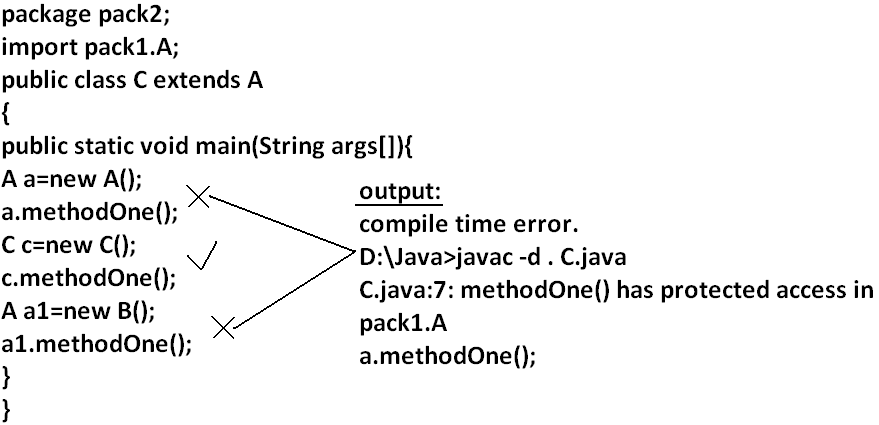 package pack2;
import pack1.A;
public class C extends A
{
public static void main(String args[]){
A a=new A();
a.methodOne();
C c=new C();
c.methodOne();
A a1=new B();
a1.methodOne();
}
}
output:
compile time error.
D:\Java>javac -d . C.java
C.java:7: methodOne() has protected access in
pack1.A
a.methodOne();